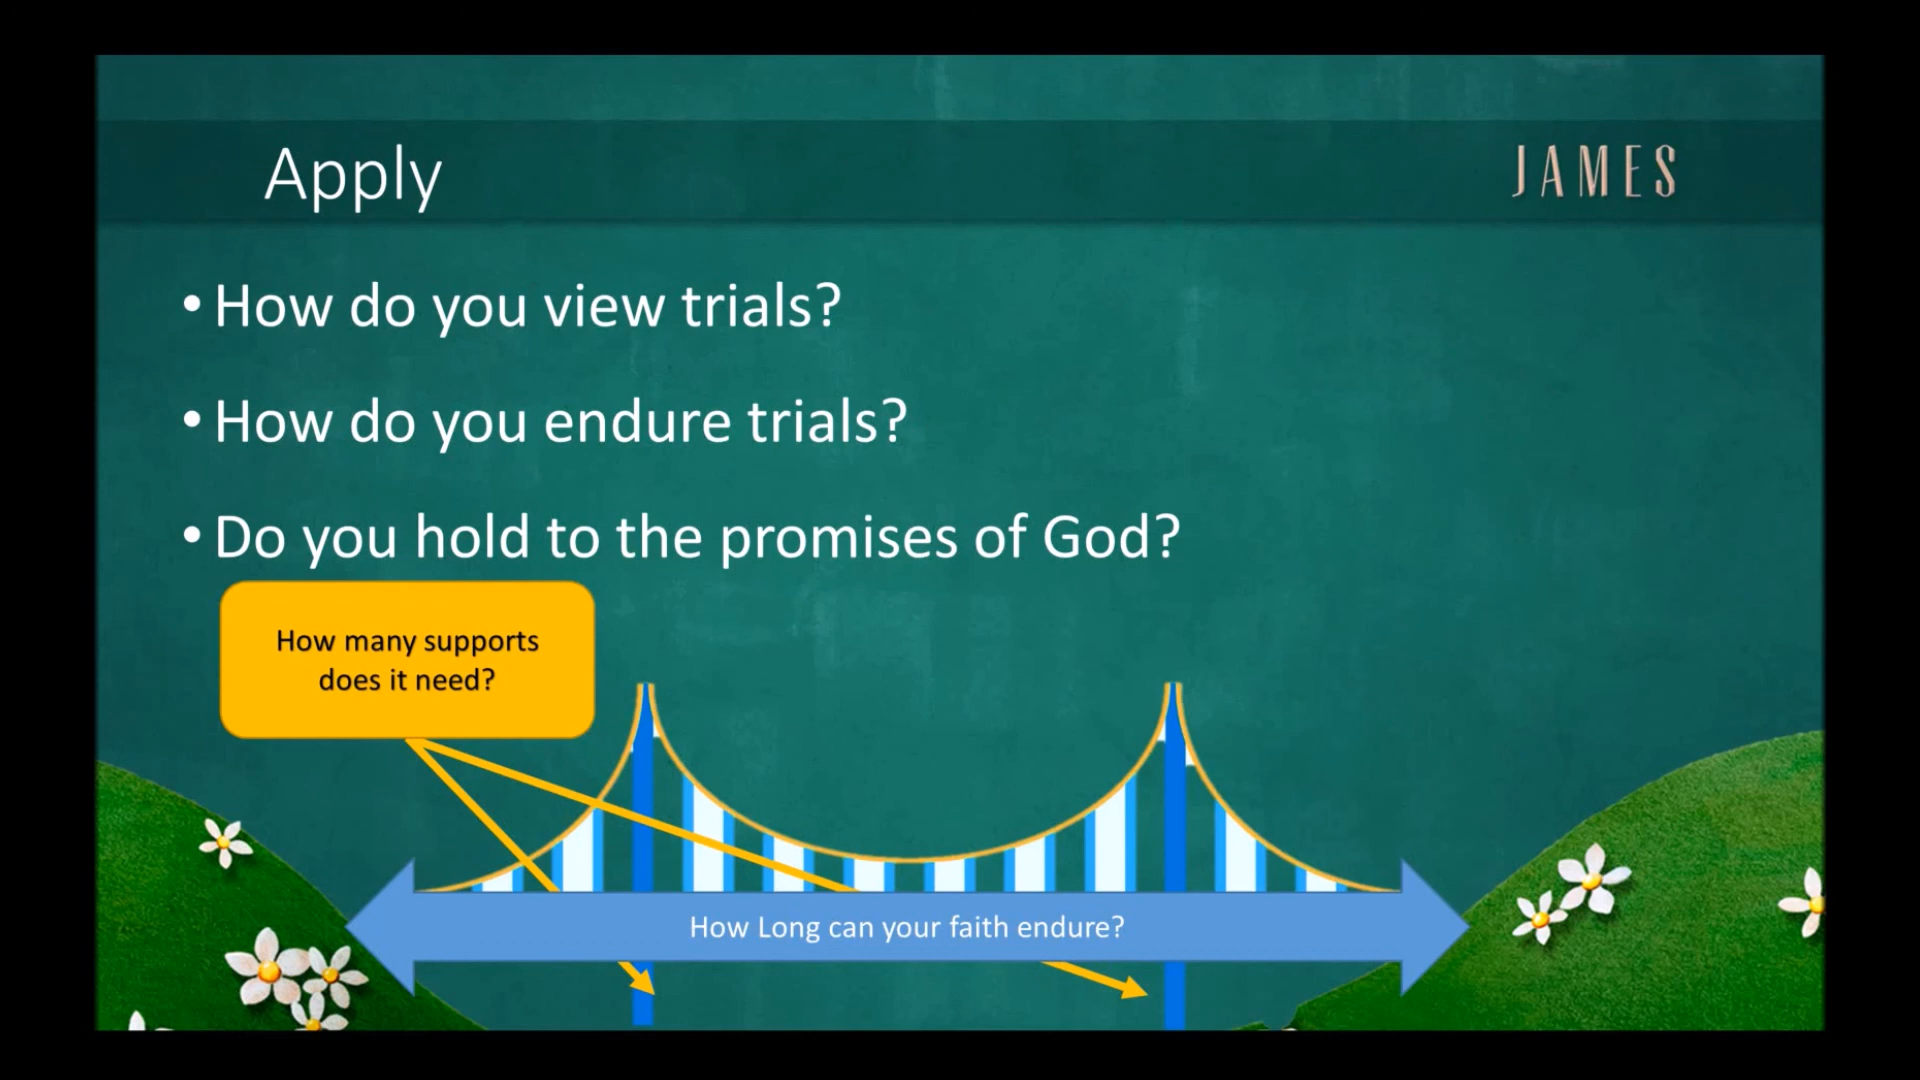 Apply
JAMES
• How do you view trials?
• How do you endure trials?
• Do you hold to the promises of God?
How many supports
does it need?
How Long can your faith endure?